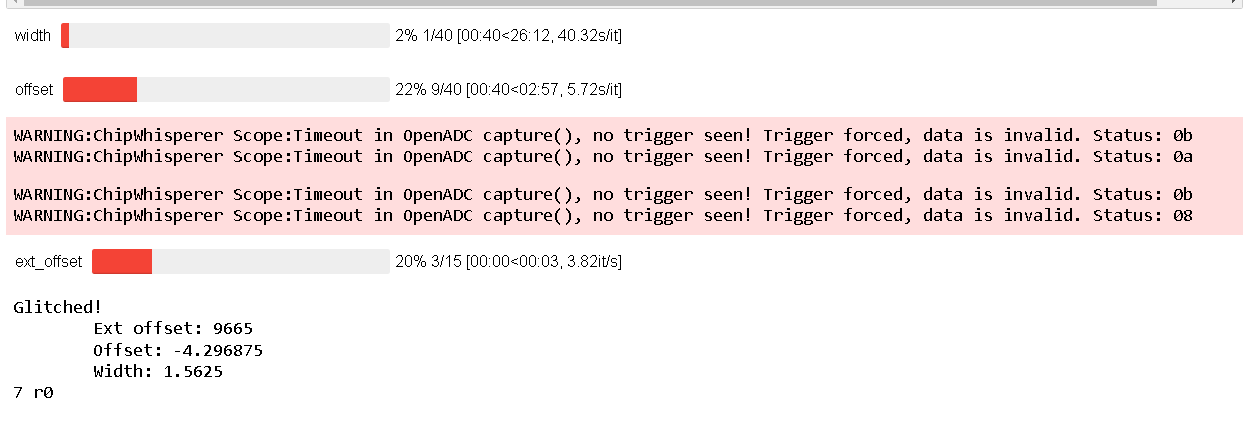 width 2% 1/40 [00:40<26:12, 40.32s/it]
offset 22% 9/40 [00:40<02:57, 5.72s/it]
WARNING:ChipWhisperer Scope:Timeout in OpenADC capture(), no trigger seen! Trigger forced, data is invalid. Status: 0b
WARNING:ChipWhisperer Scope:Timeout in OpenADC capture(), no trigger seen! Trigger forced, data is invalid. Status: 0a
WARNING:ChipWhisperer Scope:Timeout in OpenADC capture(), no trigger seen! Trigger forced, data is invalid. Status: 0b
WARNING:ChipWhisperer Scope:Timeout in OpenADC capture(), no trigger seen! Trigger forced, data is invalid. Status: 08
ext_offset 20% 3/15 [00:00<00:03, 3.82it/s]
Glitched!
Ext offset: 9665
Offset: -4.296875
Width: 1.5625
7 r0